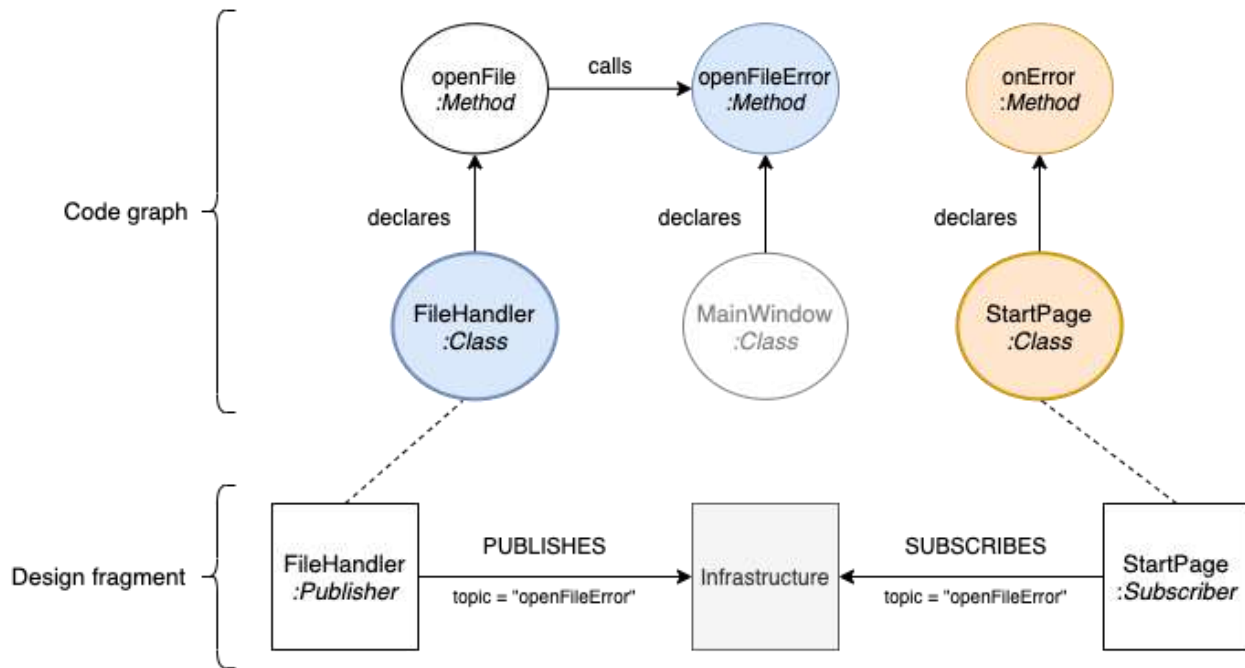 openFile
:Method
calls
openFileError
:Method
onError
:Method
Code graph
declares
declares
declares
FileHandler
:Class
MainWindow
:Class
StartPage
:Class
Design fragment
FileHandler
:Publisher
PUBLISHES
topic = "openFileError"
Infrastructure
SUBSCRIBES
topic = "openFileError"
StartPage
:Subscriber